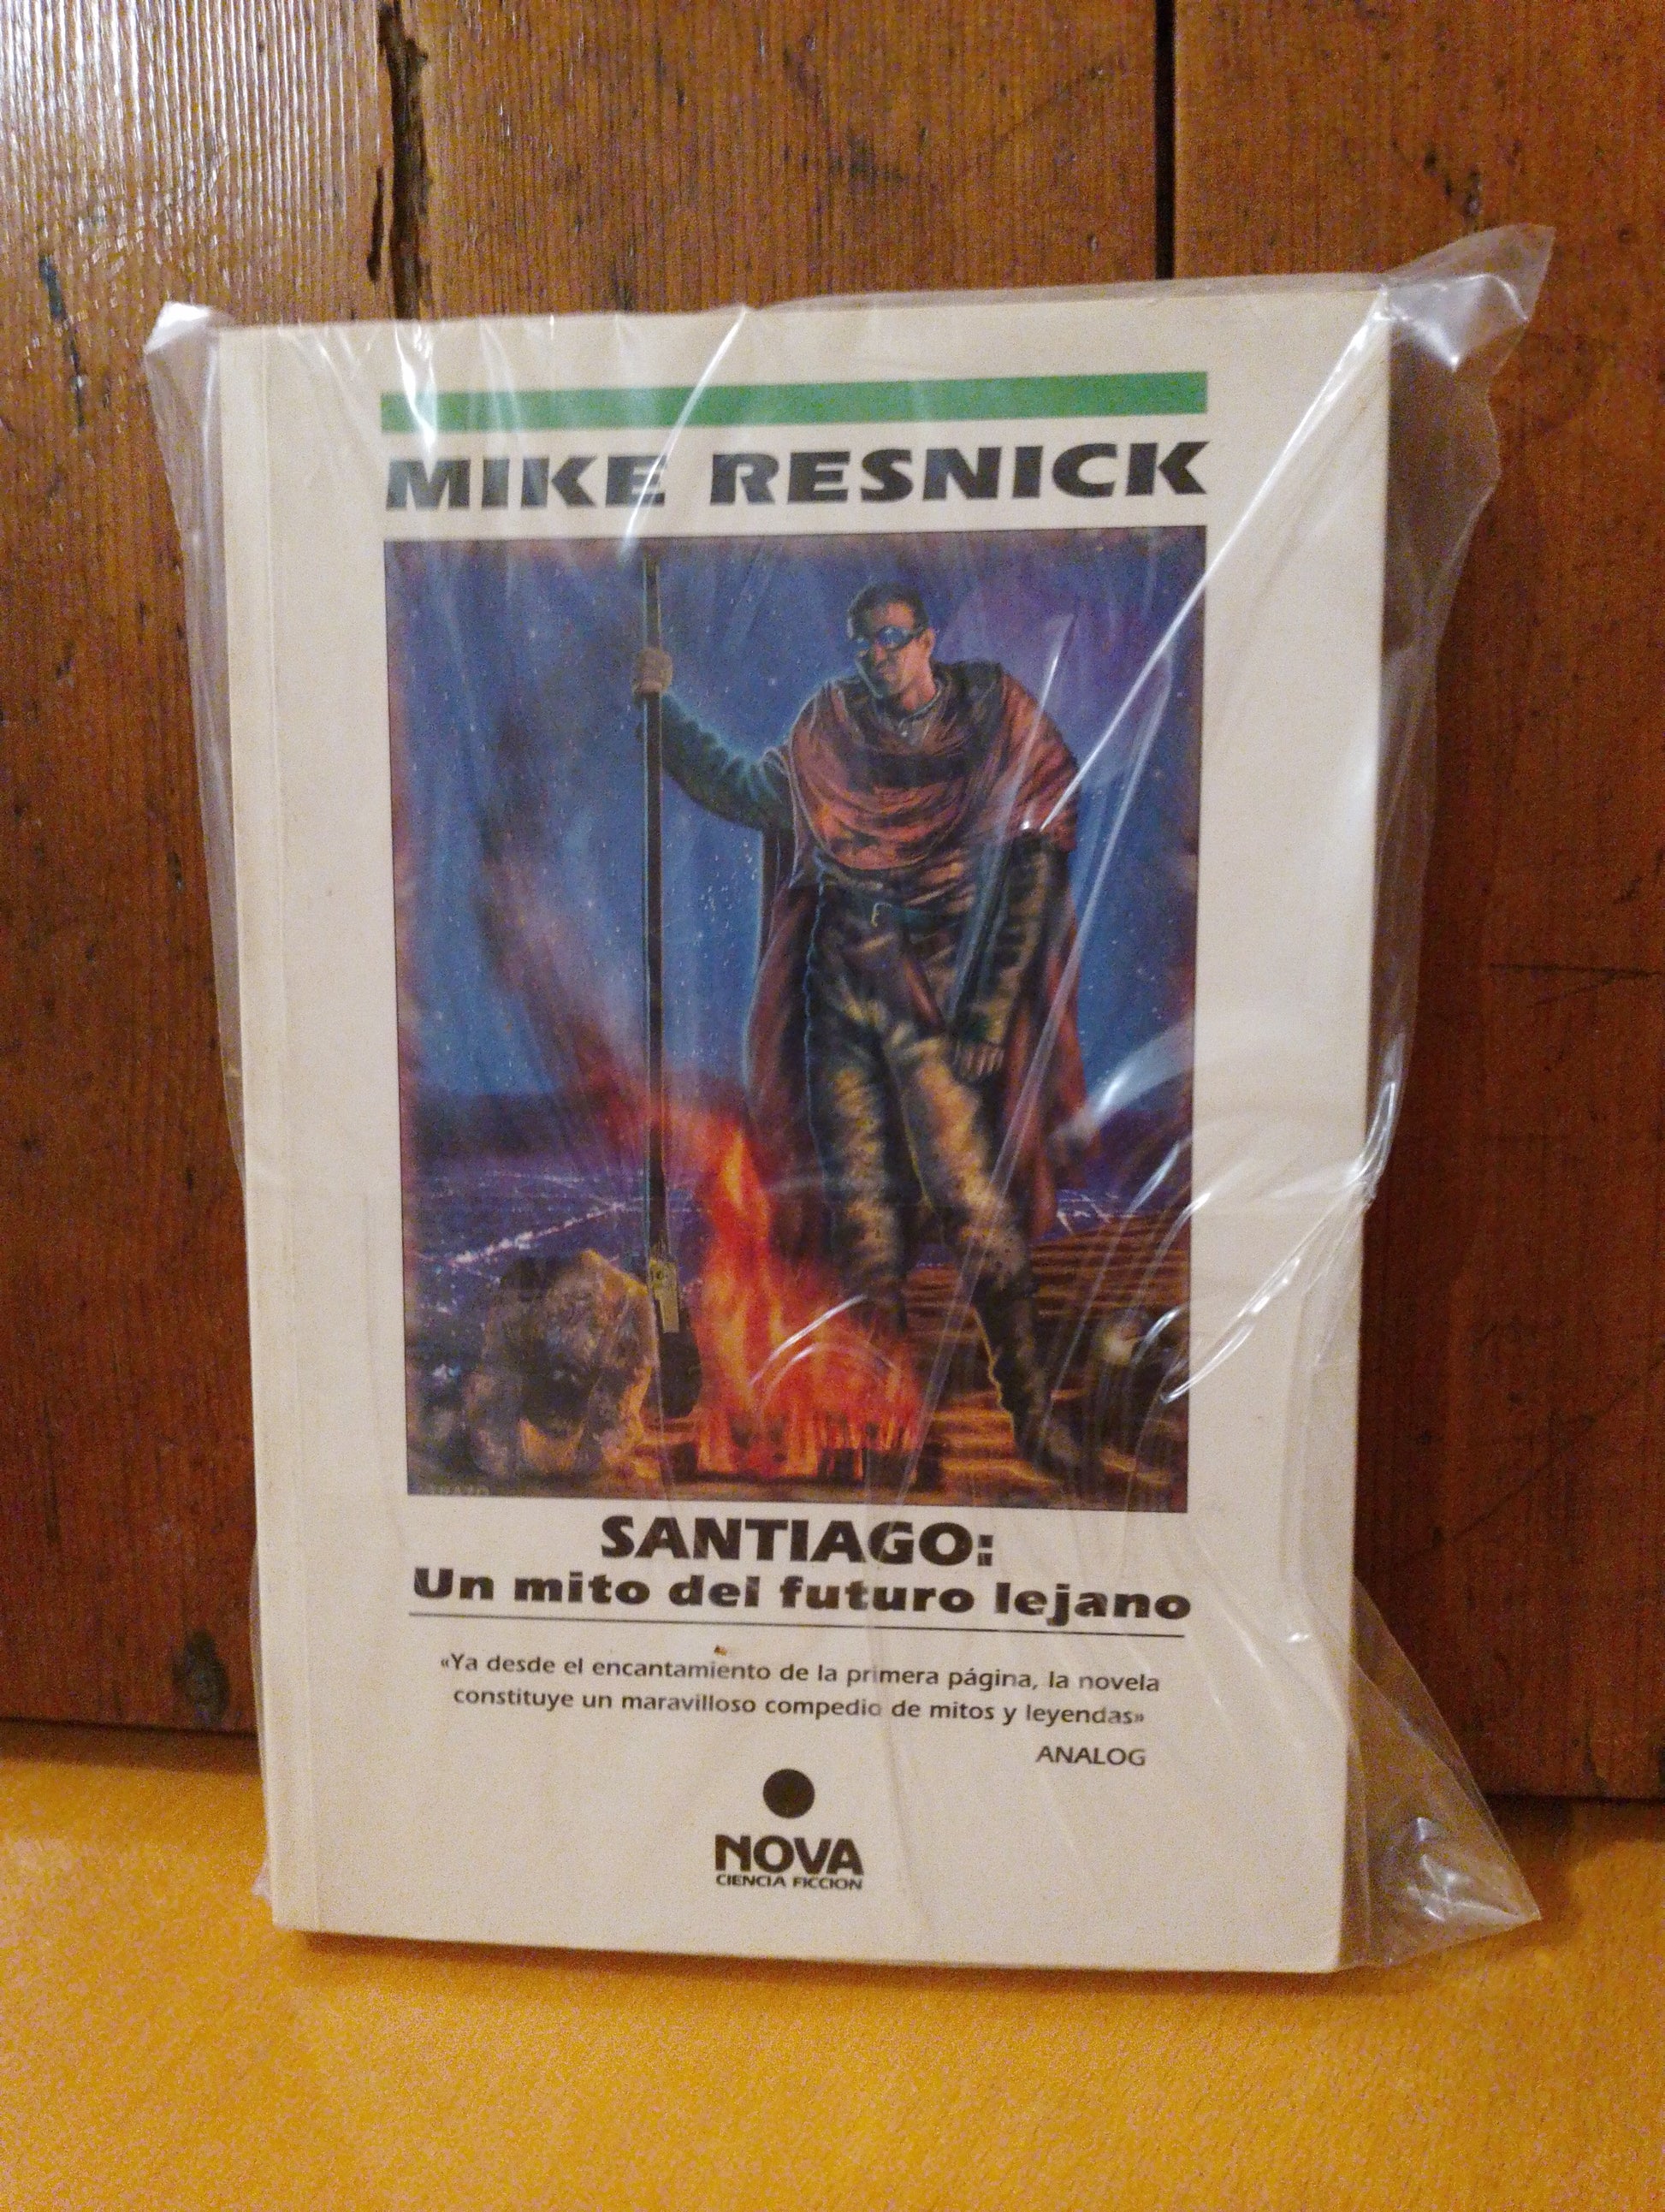 MIKE RESNICK
SANTIAGO:
Un mito del futuro lejano
«Ya desde el encantamiento de la primera página, la novela
constituye un maravilloso compedio de mitos y leyendas»
ANALOG
NOVA
CIENCIA FICCION